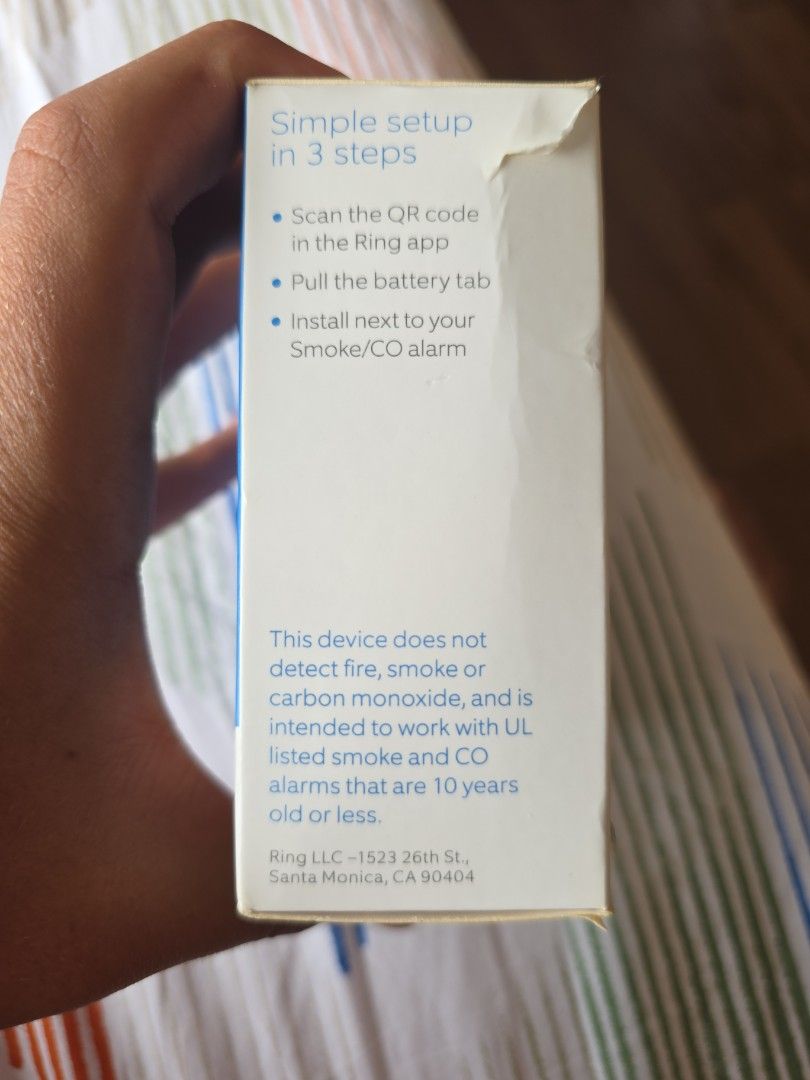 Simple setup
in 3 steps
• Scan the QR code
in the Ring app
• Pull the battery tab
• Install next to your
Smoke/CO alarm
This device does not
detect fire, smoke or
carbon monoxide, and is
intended to work with UL
listed smoke and CO
alarms that are 10 years
old or less.
Ring LLC –1523 26th St.,
Santa Monica, CA 90404